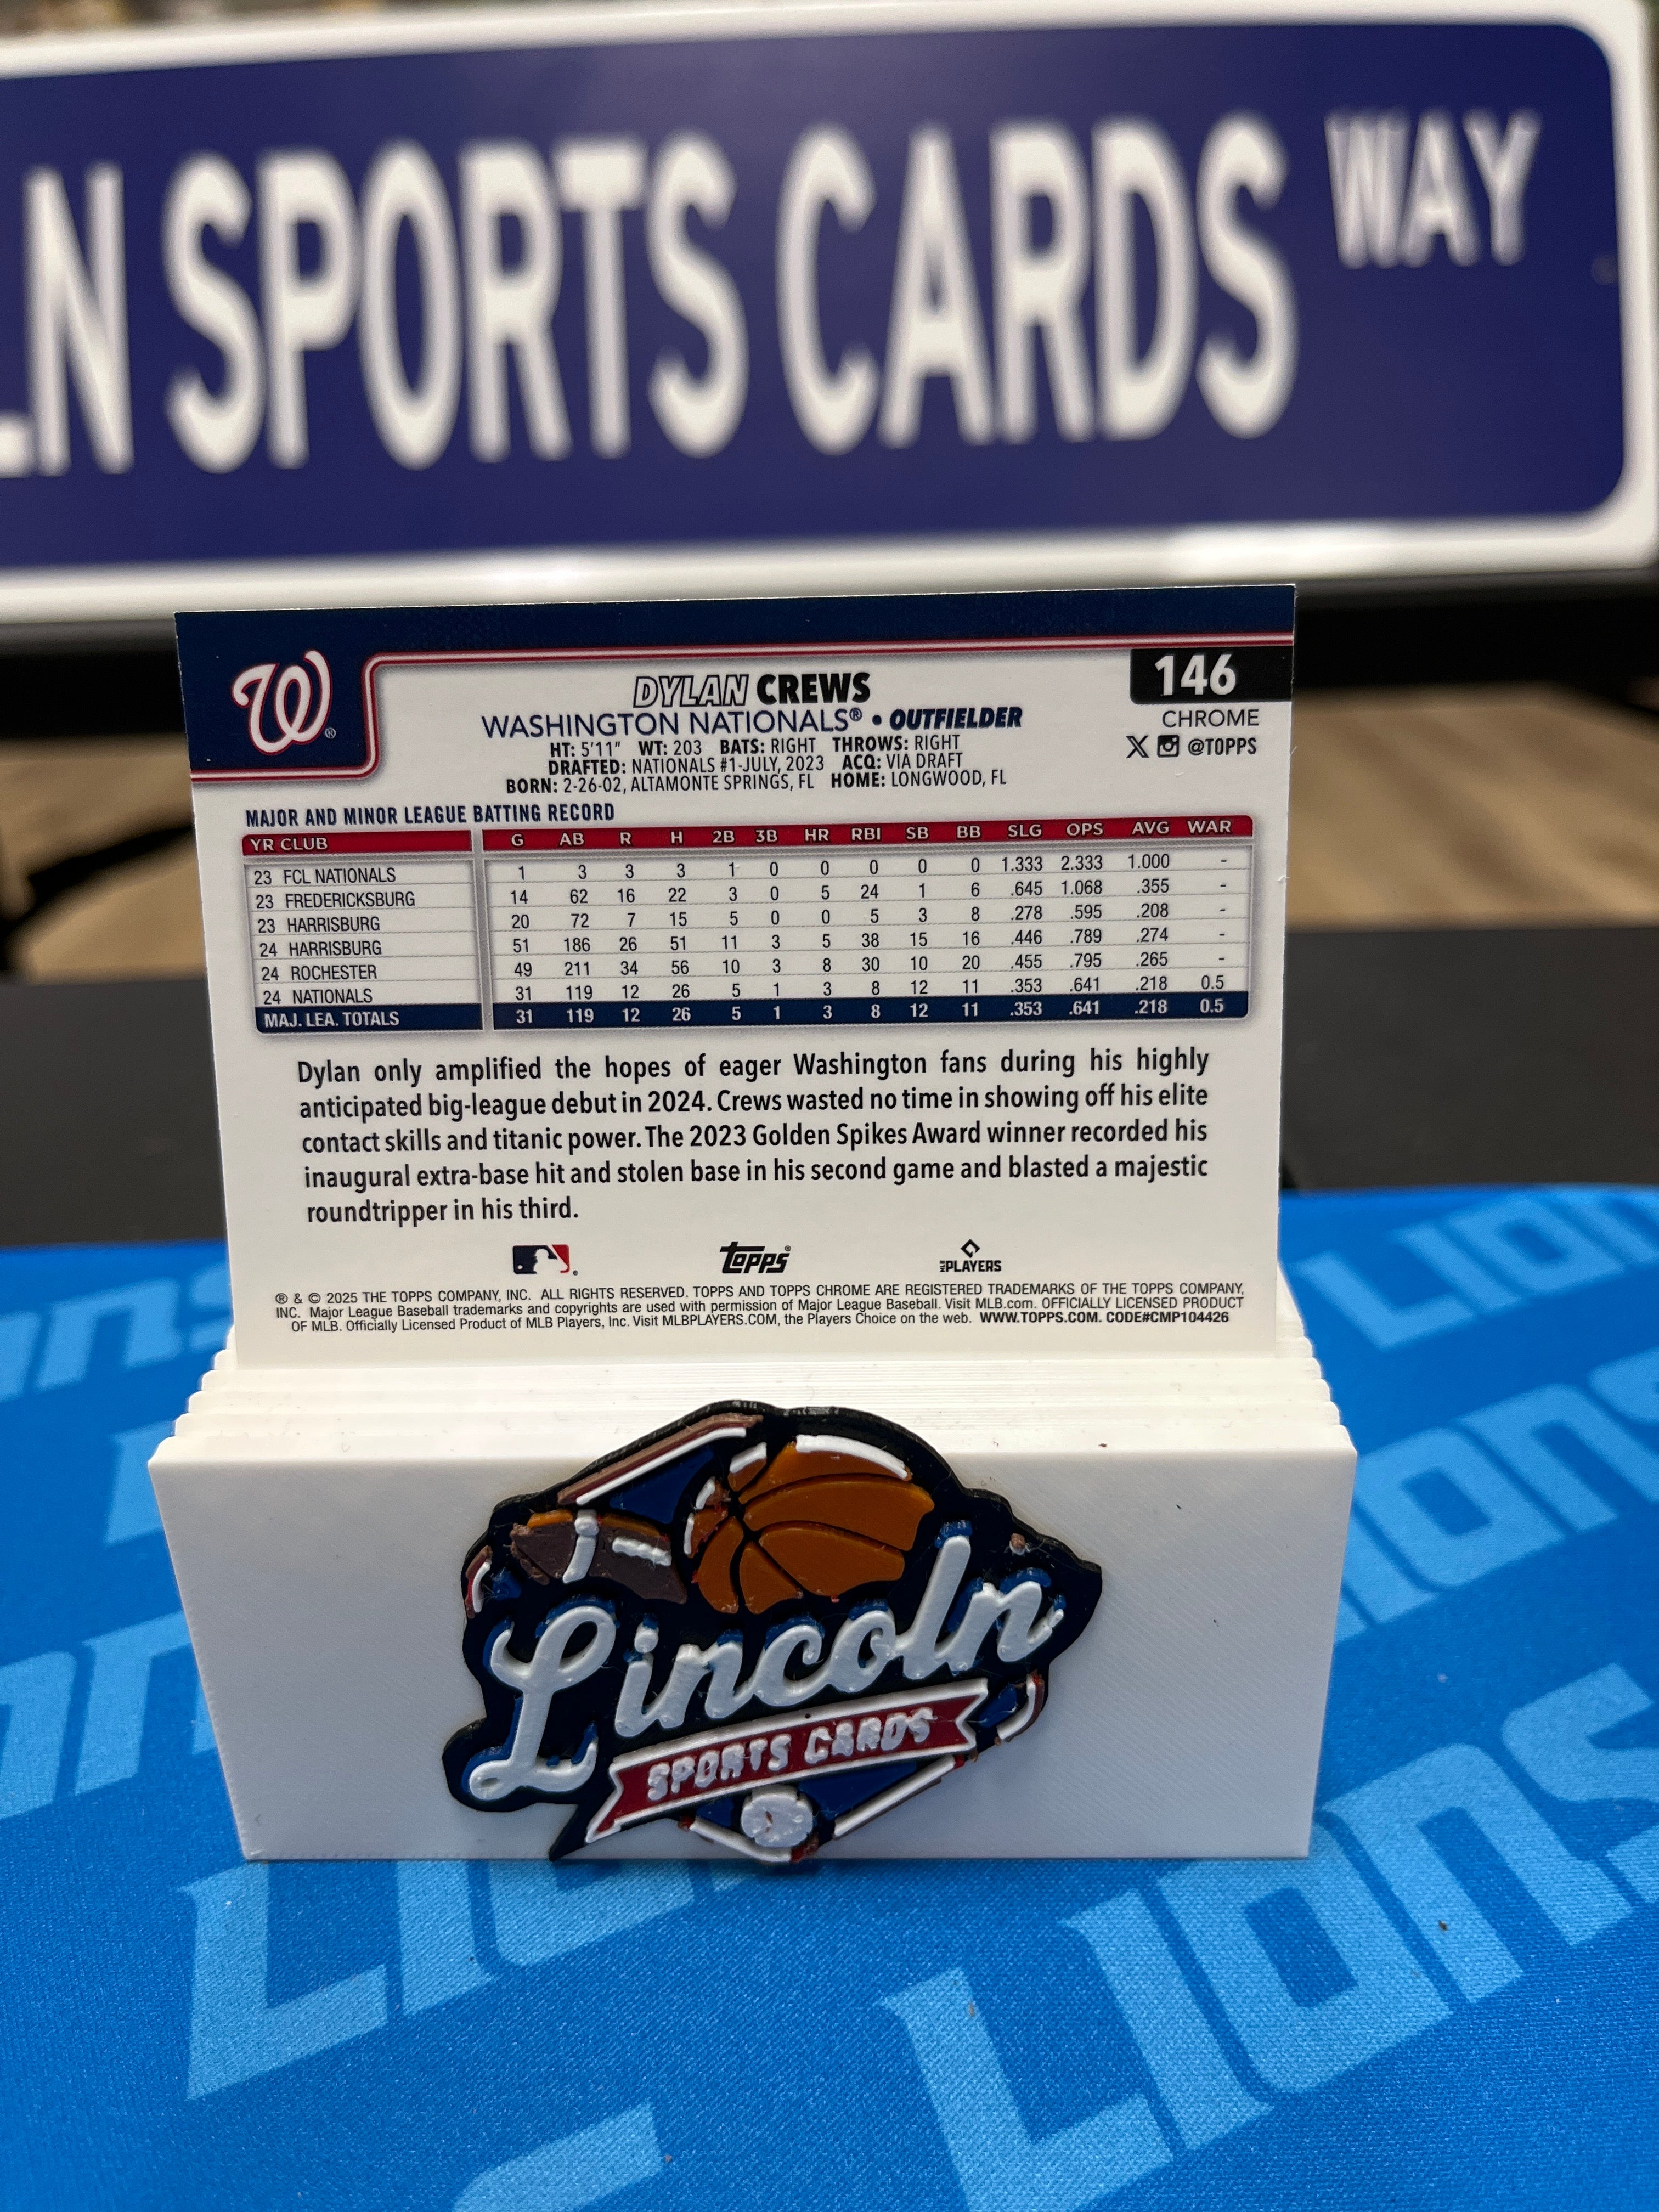 LN SPORTS CARDS WAY
W®
DYLAN CREWS
WASHINGTON NATIONALS® • OUTFIELDER
HT: 5'11" WT: 203 BATS: RIGHT THROWS: RIGHT
DRAFTED: NATIONALS #1-JULY, 2023 ACQ: VIA DRAFT
BORN: 2-26-02, ALTAMONTE SPRINGS, FL HOME: LONGWOOD, FL
146
CHROME
X @TOPPS
MAJOR AND MINOR LEAGUE BATTING RECORD
YR CLUB G AB R H 2B 3B HR RBI SB BB SLG OPS AVG WAR
23 FCL NATIONALS 1 3 3 3 1 0 0 0 0 0 1.333 2.333 1.000 -
23 FREDERICKSBURG 14 62 16 22 3 0 5 24 1 6 .645 1.068 .355 -
23 HARRISBURG 20 72 7 15 5 0 0 5 3 8 .278 .595 .208 -
24 HARRISBURG 51 186 26 51 11 3 5 38 15 16 .446 .789 .274 -
24 ROCHESTER 49 211 34 56 10 3 8 30 10 20 .455 .795 .265 -
24 NATIONALS 31 119 12 26 5 1 3 8 12 11 .353 .641 .218 0.5
MAJ. LEA. TOTALS 31 119 12 26 5 1 3 8 12 11 .353 .641 .218 0.5
Dylan only amplified the hopes of eager Washington fans during his highly
anticipated big-league debut in 2024. Crews wasted no time in showing off his elite
contact skills and titanic power. The 2023 Golden Spikes Award winner recorded his
inaugural extra-base hit and stolen base in his second game and blasted a majestic
roundtripper in his third.
Topps® MLB PLAYERS
® & © 2025 THE TOPPS COMPANY, INC. ALL RIGHTS RESERVED. TOPPS AND TOPPS CHROME ARE REGISTERED TRADEMARKS OF THE TOPPS COMPANY,
INC. Major League Baseball trademarks and copyrights are used with permission of Major League Baseball. Visit MLB.com. OFFICIALLY LICENSED PRODUCT
OF MLB. Officially Licensed Product of MLB Players, Inc. Visit MLBPLAYERS.COM, the Players Choice on the web. WWW.TOPPS.COM. CODE#CMP104426
Lincoln
SPORTS CARDS
LIONS
LIONS
LIONS
LIONS